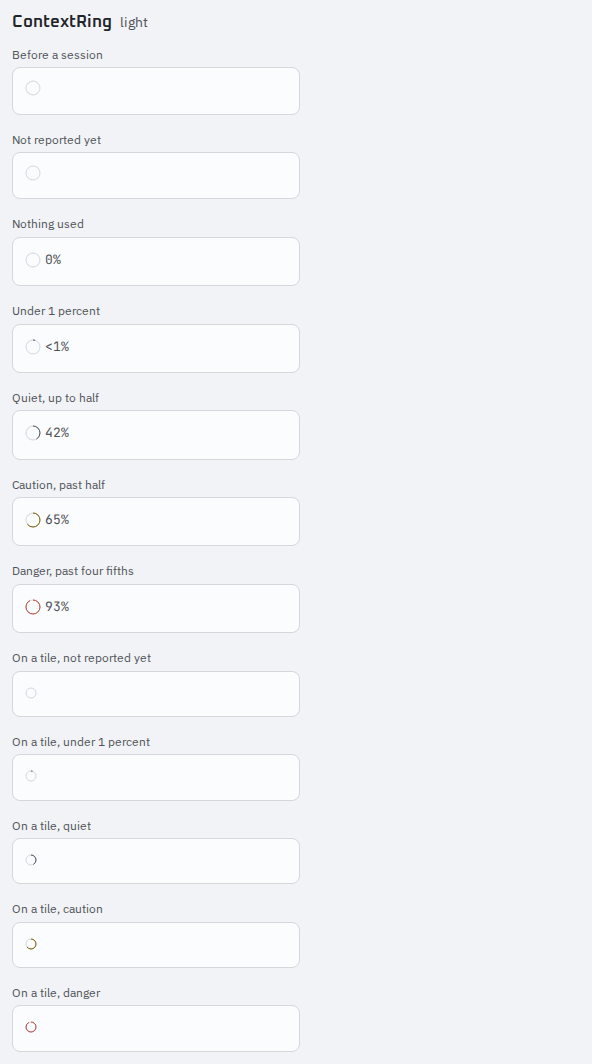 ContextRing light
Before a session
Not reported yet
Nothing used
0%
Under 1 percent
<1%
Quiet, up to half
42%
Caution, past half
65%
Danger, past four fifths
93%
On a tile, not reported yet
On a tile, under 1 percent
On a tile, quiet
On a tile, caution
On a tile, danger